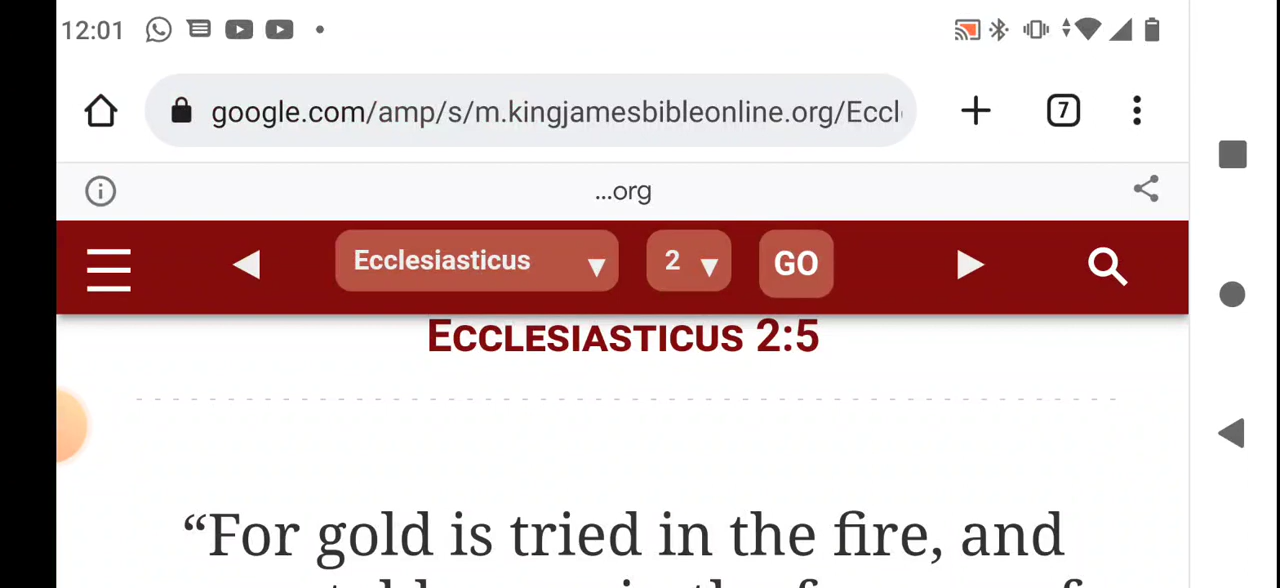 12:01
google.com/amp/s/m.kingjamesbibleonline.org/Eccl
7
...org
Ecclesiasticus 2 GO
ECCLESIASTICUS 2:5
“For gold is tried in the fire, and